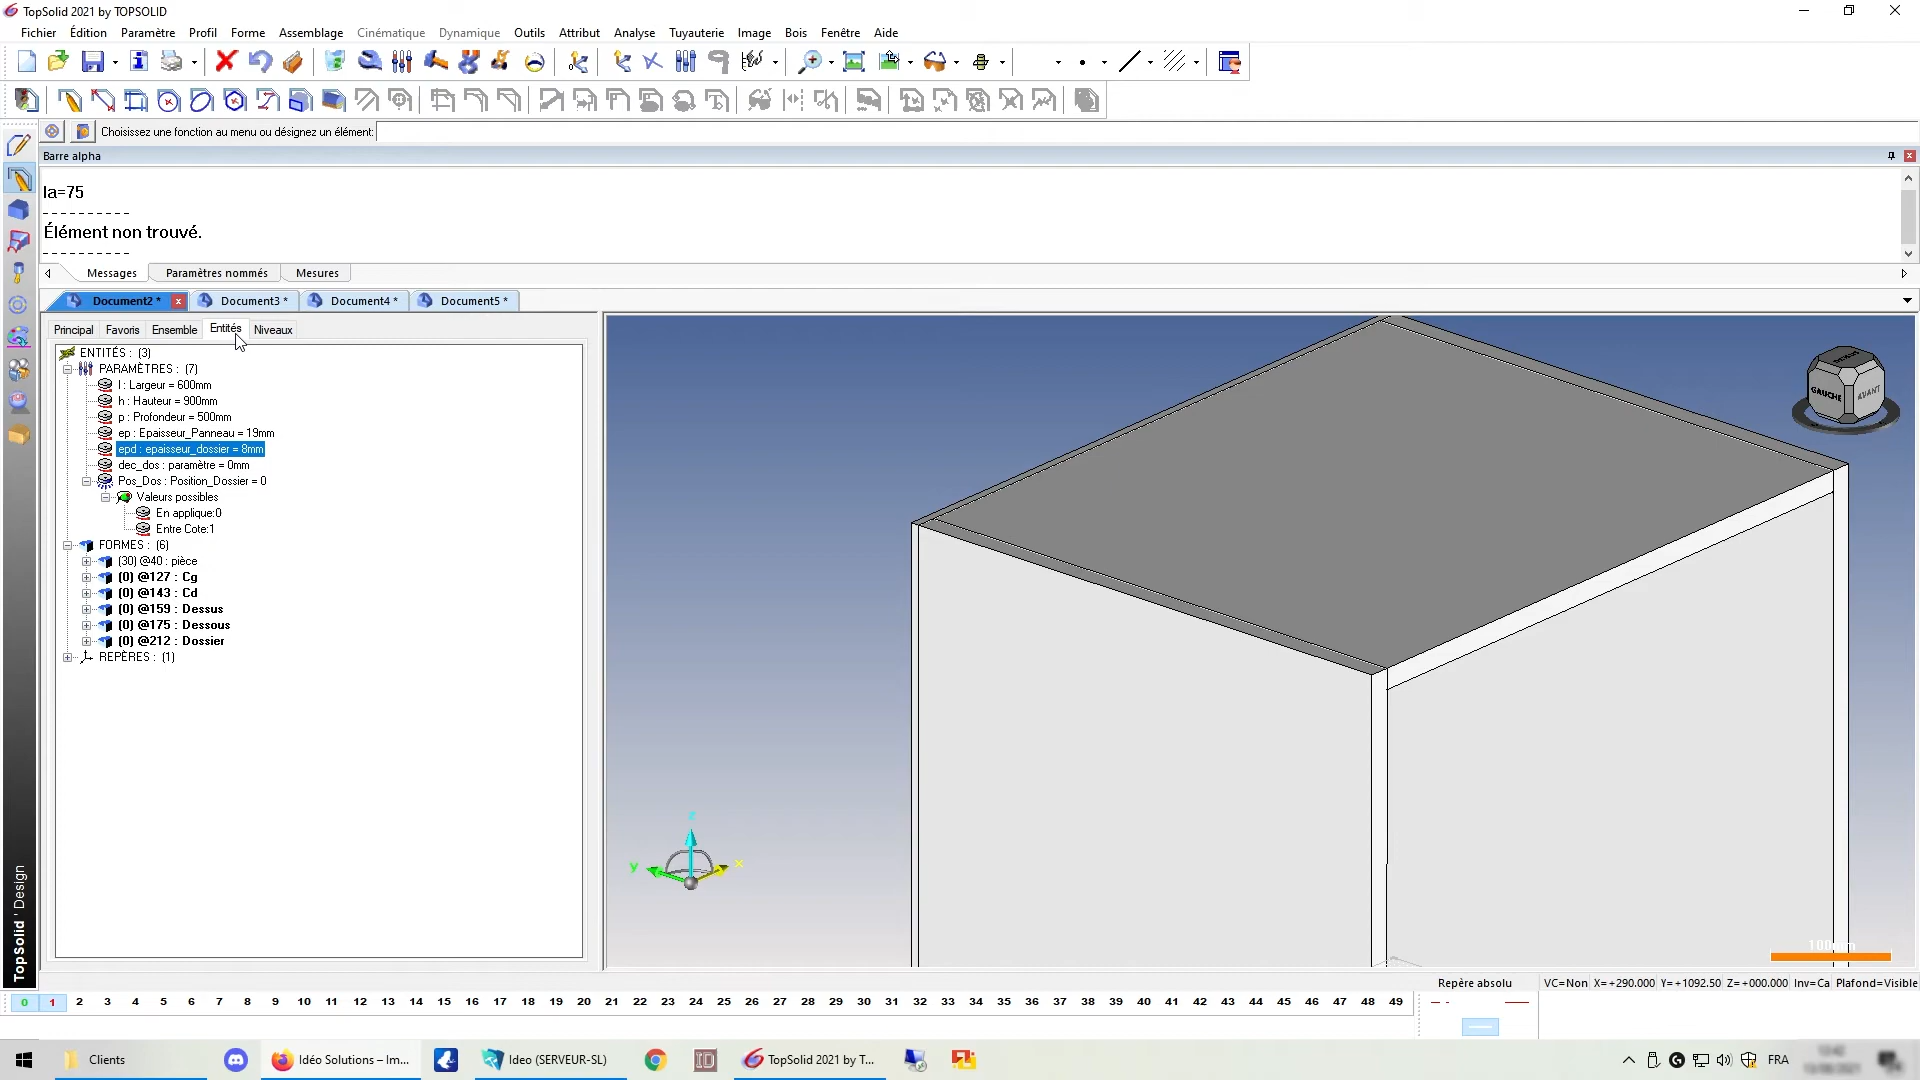 TopSolid 2021 by TOPSOLID
Fichier Édition Paramètre Profil Forme Assemblage Cinématique Dynamique Outils Attribut Analyse Tuyauterie Image Bois Fenêtre Aide
Choisissez une fonction au menu ou désignez un élément:
Barre alpha
la=75
----------
Élément non trouvé.
----------
Messages Paramètres nommés Mesures
Document2 * Document3 * Document4 * Document5 *
Principal Favoris Ensemble Entités Niveaux
ENTITÉS : (3)
PARAMÈTRES : (7)
l : Largeur = 600mm
h : Hauteur = 900mm
p : Profondeur = 500mm
ep : Epaisseur_Panneau = 19mm
epd : epaisseur_dossier = 8mm
dec_dos : paramètre = 0mm
Pos_Dos : Position_Dossier = 0
Valeurs possibles
En applique:0
Entre Cote:1
FORMES : (6)
(30) @40 : pièce
(0) @127 : Cg
(0) @143 : Cd
(0) @159 : Dessus
(0) @175 : Dessous
(0) @212 : Dossier
REPÈRES : (1)
DESSUS
GAUCHE
AVANT
z
y
x
TopSolid'Design
Repère absolu VC=Non X=+290.000 Y=+1092.50 Z=+000.000 Inv=Ca Plafond=Visible
0 1 2 3 4 5 6 7 8 9 10 11 12 13 14 15 16 17 18 19 20 21 22 23 24 25 26 27 28 29 30 31 32 33 34 35 36 37 38 39 40 41 42 43 44 45 46 47 48 49
Clients Idéo Solutions – Im... Ideo (SERVEUR-SL) TopSolid 2021 by T... FRA